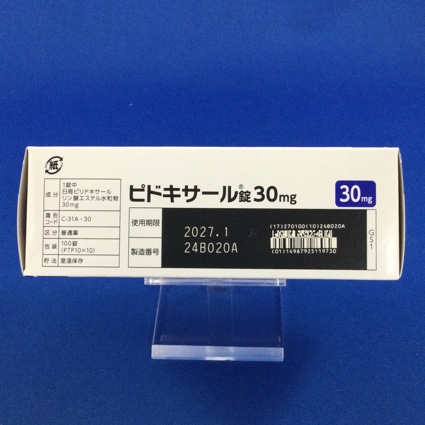 紙
成分
1錠中
日局ピリドキサール
リン酸エステル水和物
30mg
識別
コード
C-31A・30
区分
普通薬
包装
100錠
(PTP10×10)
貯法
室温保存
ピドキサール®錠30mg
30mg
使用期限
2027.1
製造番号
24B020A
(17)270100(10)24B020A
(01)14987925119730
GS1